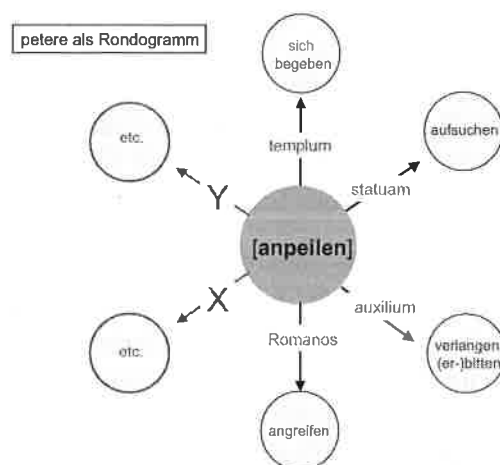 petere als Rondogramm
sich
begeben
etc.
aufsuchen
templum
statuam
Y
[anpeilen]
X
auxilium
Romanos
etc.
verlangen
(er-)bitten
angreifen